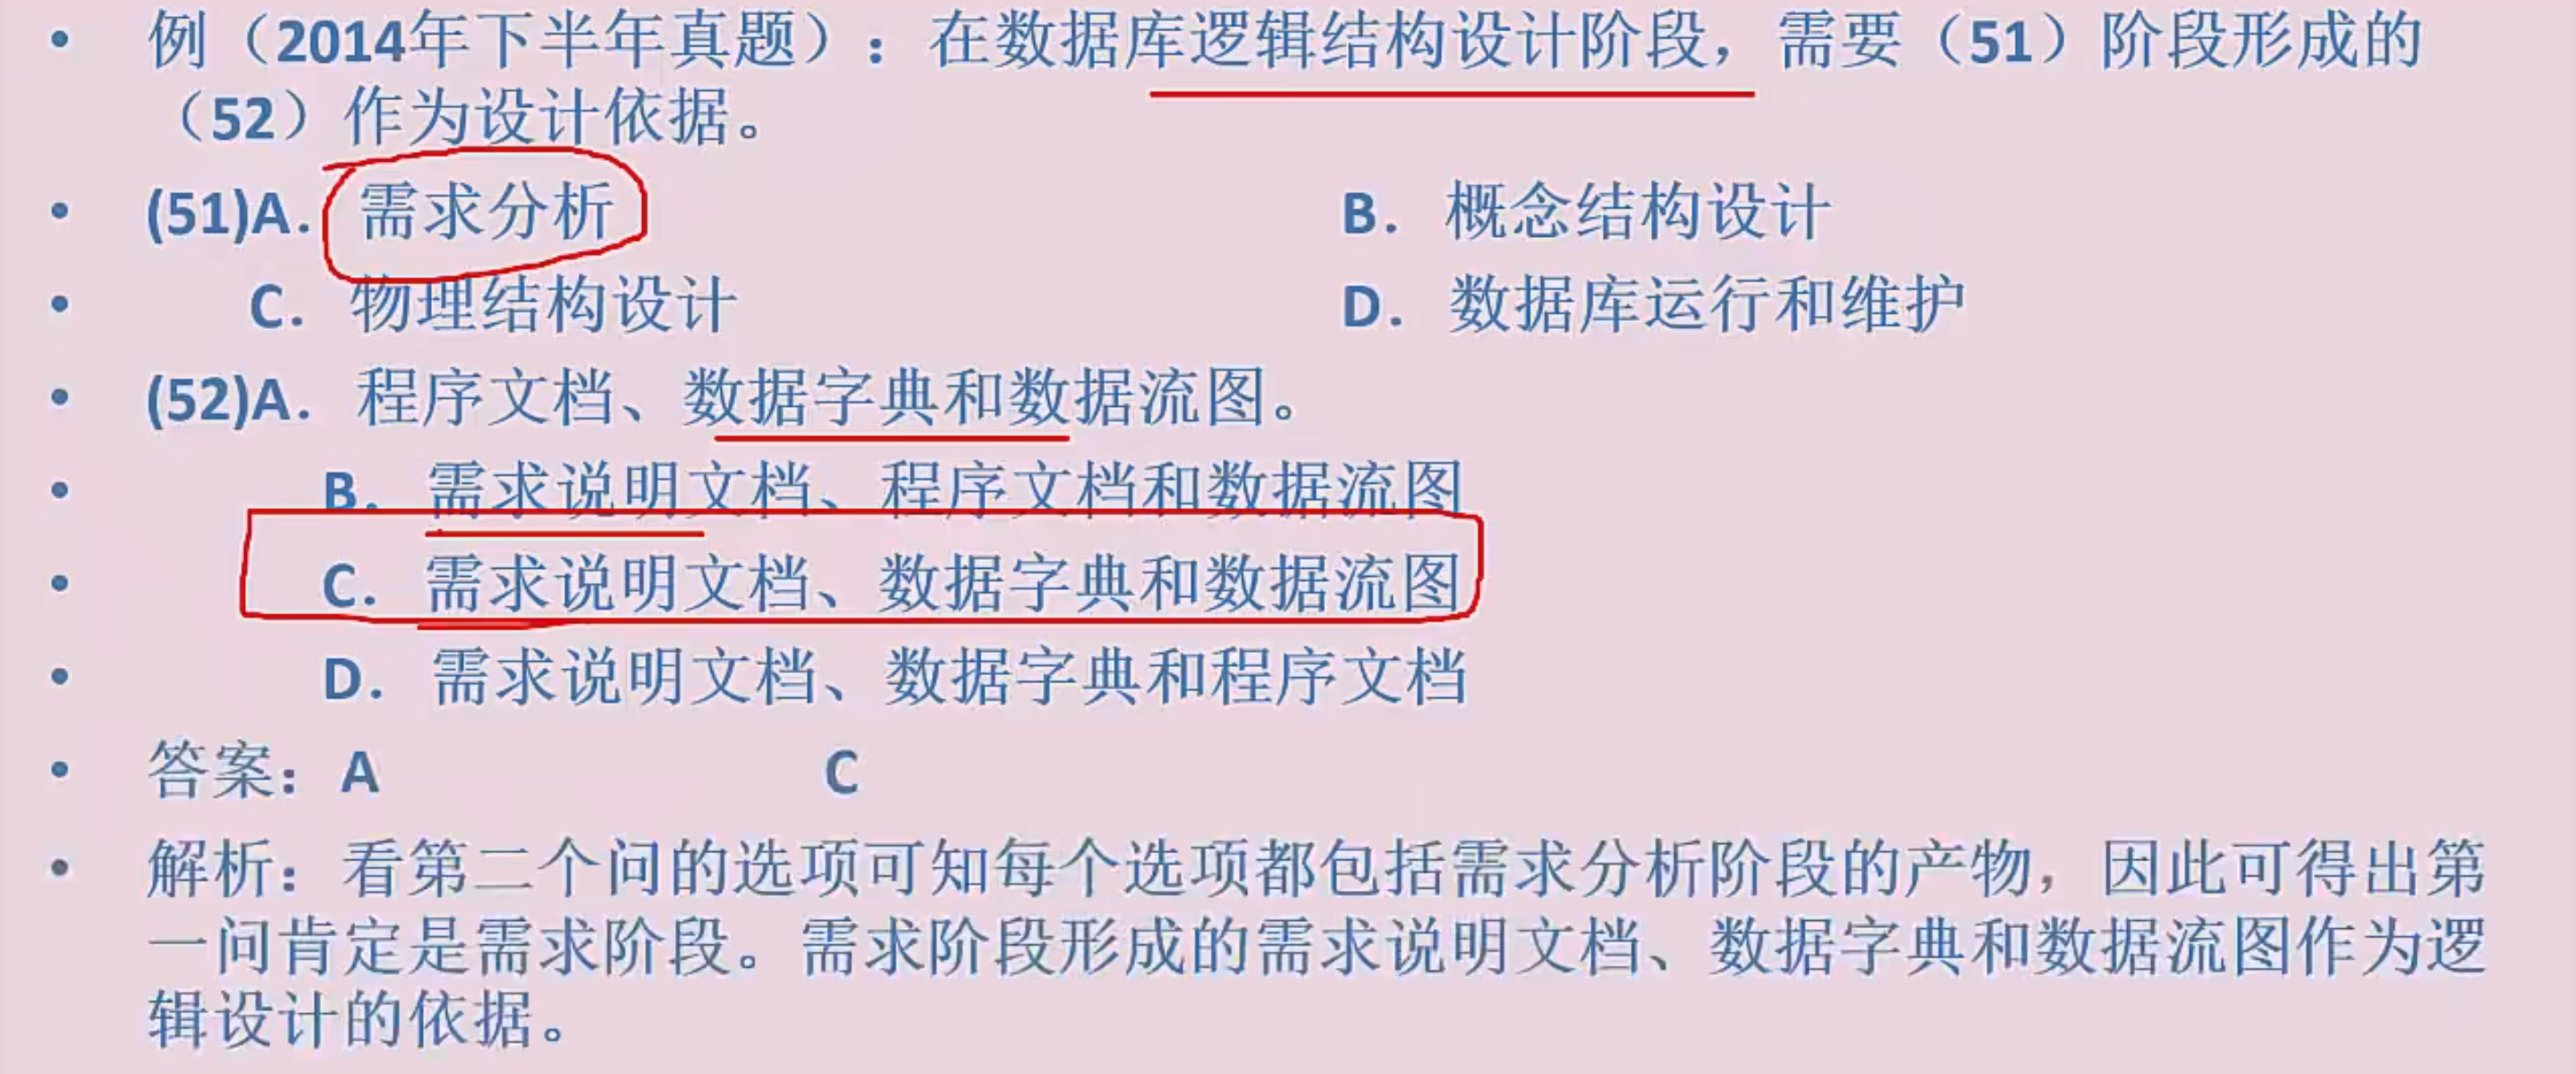 • 例（2014年下半年真题）：在数据库逻辑结构设计阶段，需要（51）阶段形成的
（52）作为设计依据。
• (51)A．需求分析 B．概念结构设计
• C．物理结构设计 D．数据库运行和维护
• (52)A．程序文档、数据字典和数据流图。
• B．需求说明文档、程序文档和数据流图
• C．需求说明文档、数据字典和数据流图
• D．需求说明文档、数据字典和程序文档
• 答案：A C
• 解析：看第二个问的选项可知每个选项都包括需求分析阶段的产物，因此可得出第
一问肯定是需求阶段。需求阶段形成的需求说明文档、数据字典和数据流图作为逻
辑设计的依据。